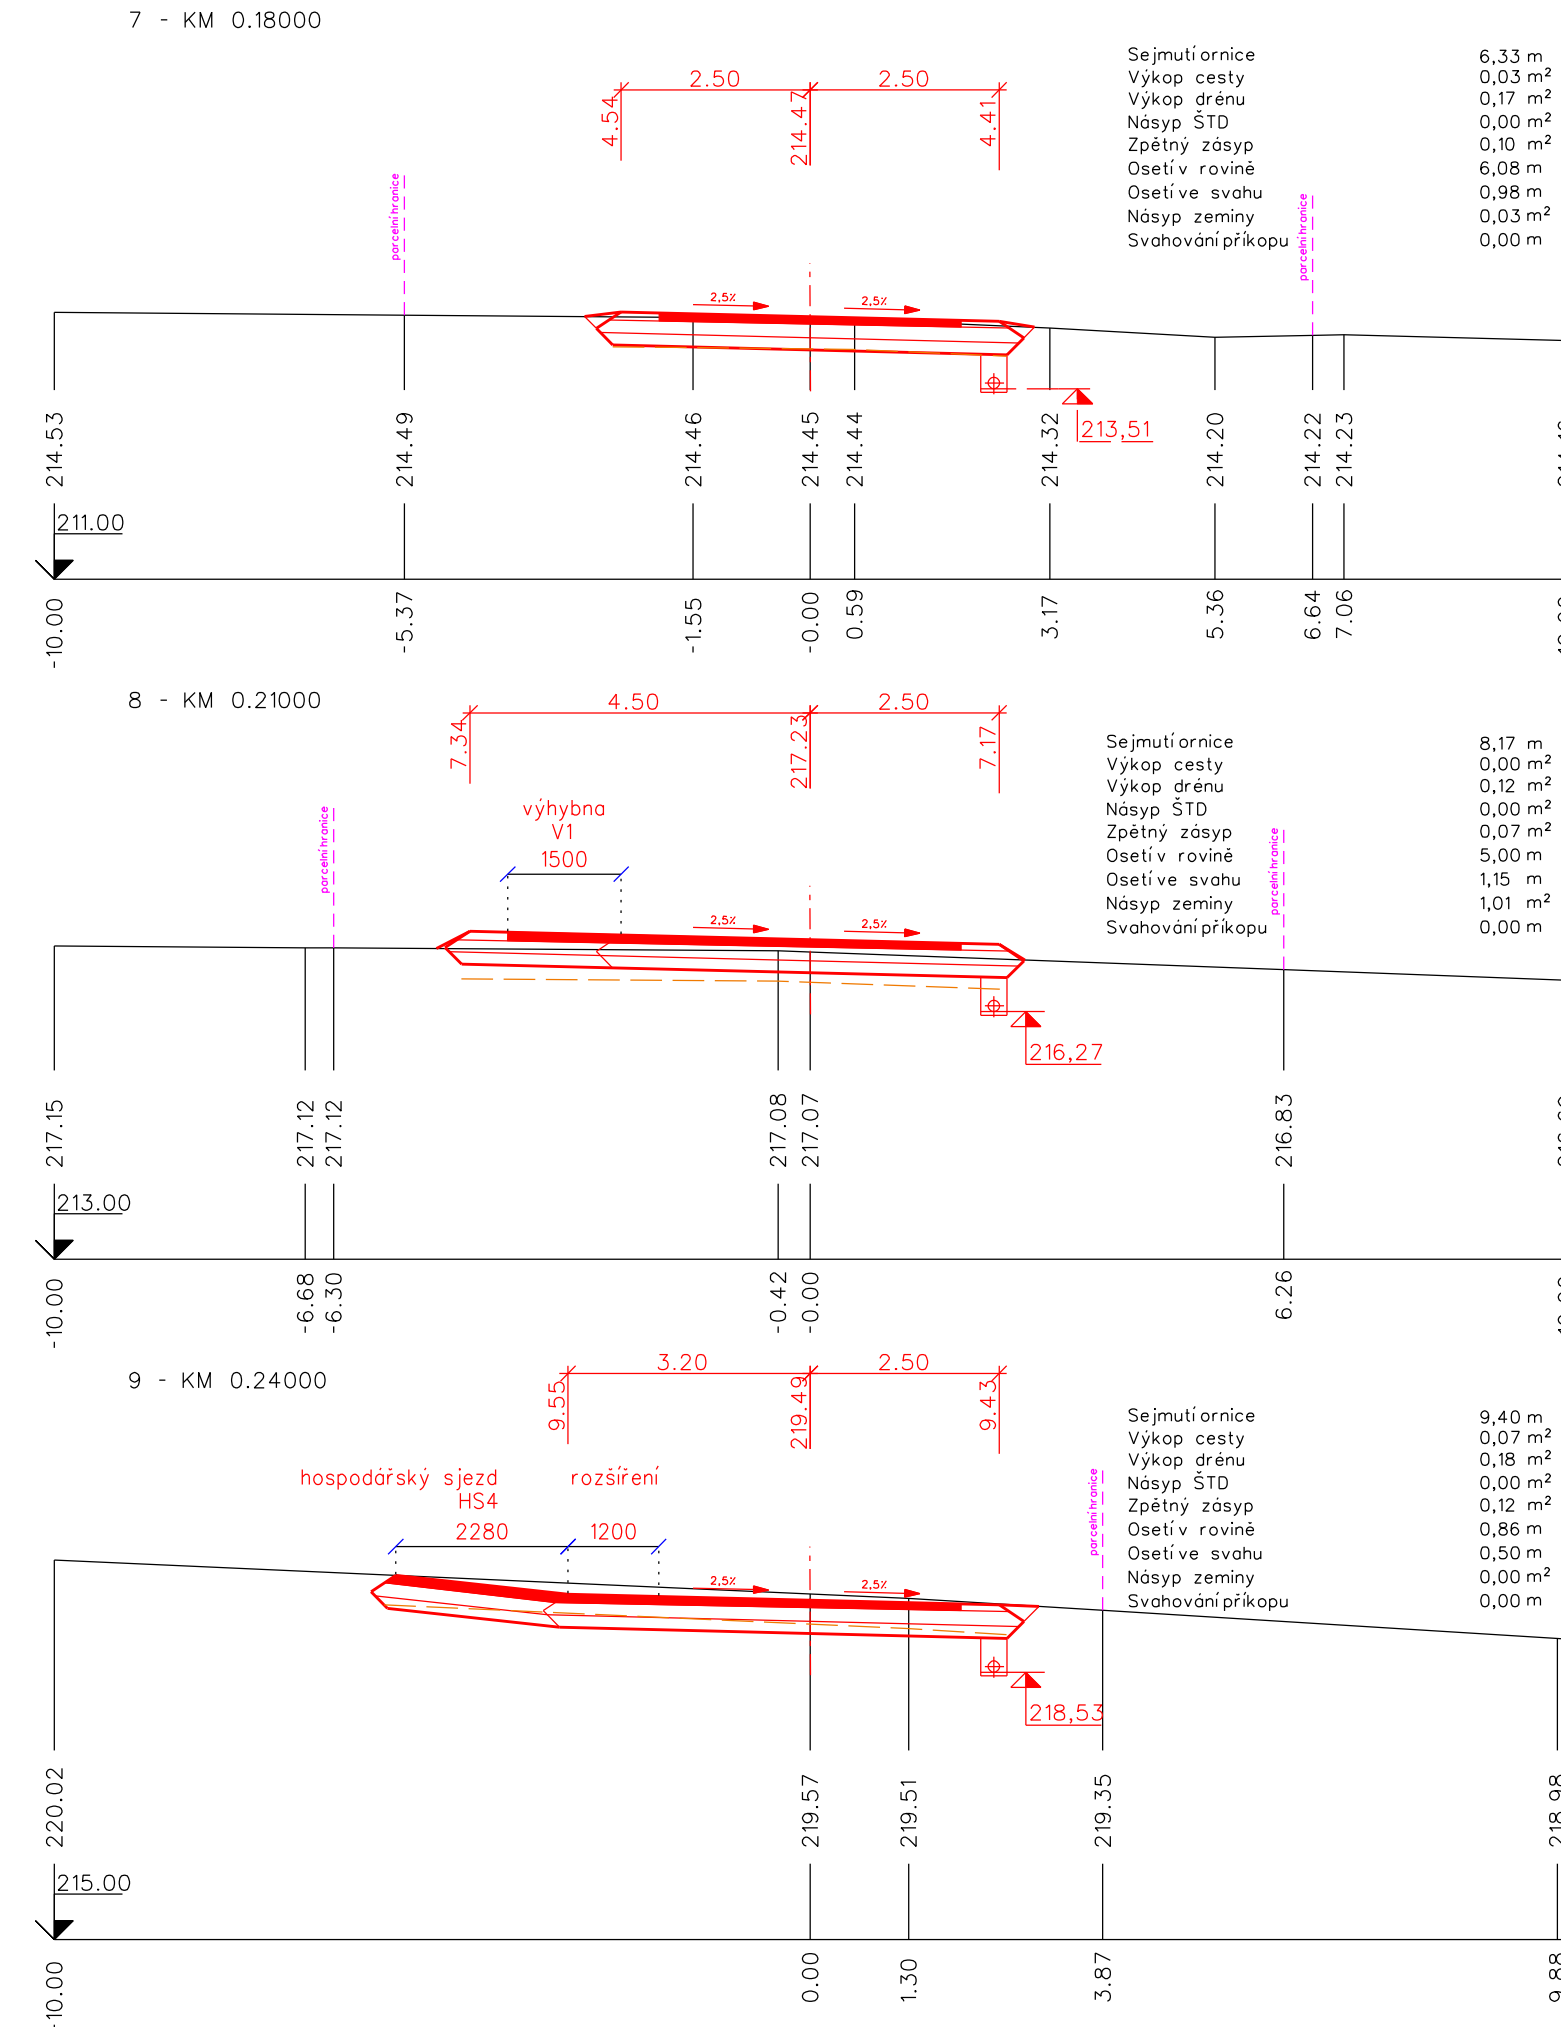 7 - KM 0.18000
Sejmutí ornice 6,33 m
Výkop cesty 0,03 m²
Výkop drénu 0,17 m²
Násyp ŠTD 0,00 m²
Zpětný zásyp 0,10 m²
Osetí v rovině 6,08 m
Osetí ve svahu 0,98 m
Násyp zeminy 0,03 m²
Svahování příkopu 0,00 m
2.50 2.50
4.54 214.47 4.41
parcelní hranice
parcelní hranice
2,5% 2,5%
213,51
214.53 214.49 214.46 214.45 214.44 214.32 214.20 214.22 214.23
211.00
-10.00 -5.37 -1.55 -0.00 0.59 3.17 5.36 6.64 7.06
8 - KM 0.21000
4.50 2.50
7.34 217.23 7.17
Sejmutí ornice 8,17 m
Výkop cesty 0,00 m²
Výkop drénu 0,12 m²
Násyp ŠTD 0,00 m²
Zpětný zásyp 0,07 m²
Osetí v rovině 5,00 m
Osetí ve svahu 1,15 m
Násyp zeminy 1,01 m²
Svahování příkopu 0,00 m
výhybna
V1
1500
parcelní hranice
parcelní hranice
2,5% 2,5%
216,27
217.15 217.12 217.12 217.08 217.07 216.83
213.00
-10.00 -6.68 -6.30 -0.42 -0.00 6.26
9 - KM 0.24000
3.20 2.50
9.55 219.49 9.43
Sejmutí ornice 9,40 m
Výkop cesty 0,07 m²
Výkop drénu 0,18 m²
Násyp ŠTD 0,00 m²
Zpětný zásyp 0,12 m²
Osetí v rovině 0,86 m
Osetí ve svahu 0,50 m
Násyp zeminy 0,00 m²
Svahování příkopu 0,00 m
hospodářský sjezd rozšíření
HS4
2280 1200
parcelní hranice
2,5% 2,5%
218,53
220.02 219.57 219.51 219.35 218.98
215.00
-10.00 0.00 1.30 3.87 9.88